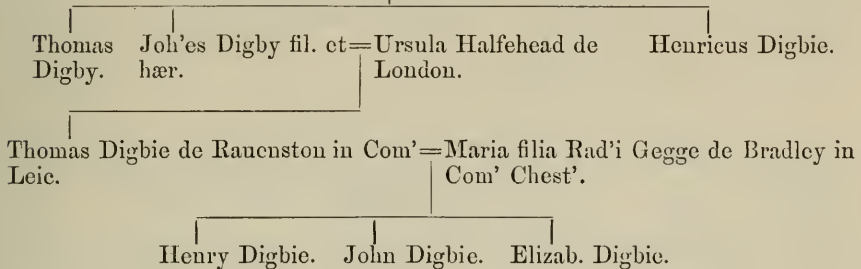 Thomas Joh'es Digby fil. et=Ursula Halfehead de Henricus Digbie.
Digby. hær. London.
Thomas Digbie de Rauenston in Com'=Maria filia Rad'i Gegge de Bradley in
Leic. Com' Chest'.
Henry Digbie. John Digbie. Elizab. Digbie.